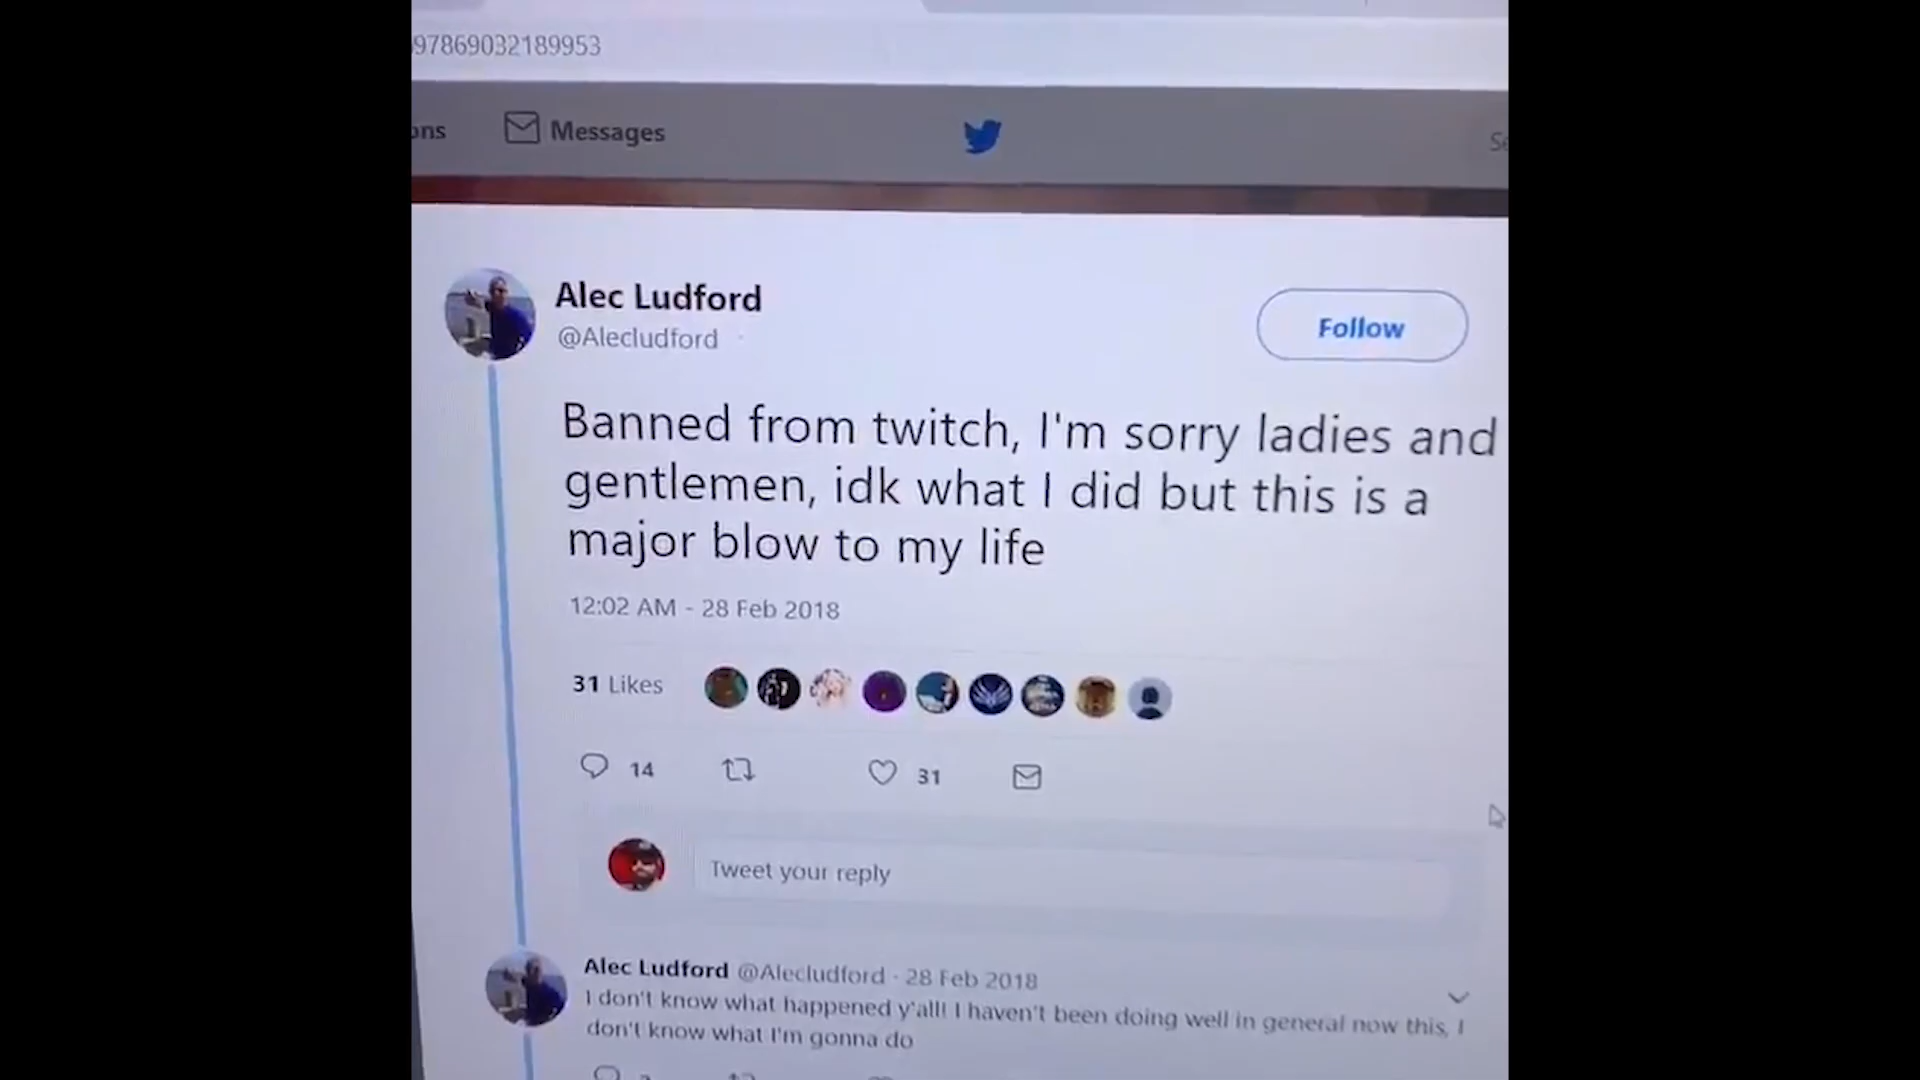 97869032189953
ons
Messages
Alec Ludford
@Alecludford
Follow
Banned from twitch, I'm sorry ladies and
gentlemen, idk what I did but this is a
major blow to my life
12:02 AM - 28 Feb 2018
31 Likes
14
31
Tweet your reply
Alec Ludford @Alecludford · 28 Feb 2018
I don't know what happened y'all! I haven't been doing well in general now this, I
don't know what I'm gonna do